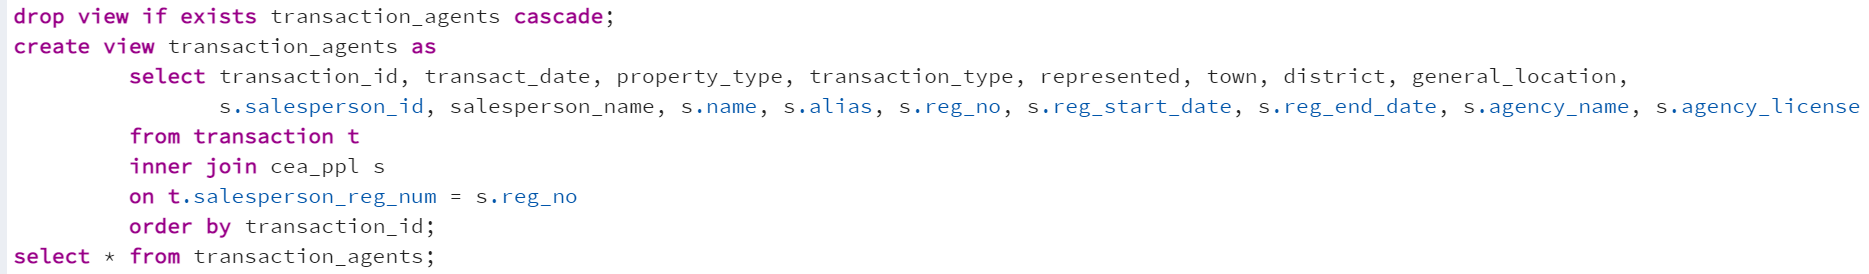 drop view if exists transaction_agents cascade;
create view transaction_agents as
select transaction_id, transact_date, property_type, transaction_type, represented, town, district, general_location,
s.salesperson_id, salesperson_name, s.name, s.alias, s.reg_no, s.reg_start_date, s.reg_end_date, s.agency_name, s.agency_license
from transaction t
inner join cea_ppl s
on t.salesperson_reg_num = s.reg_no
order by transaction_id;
select * from transaction_agents;